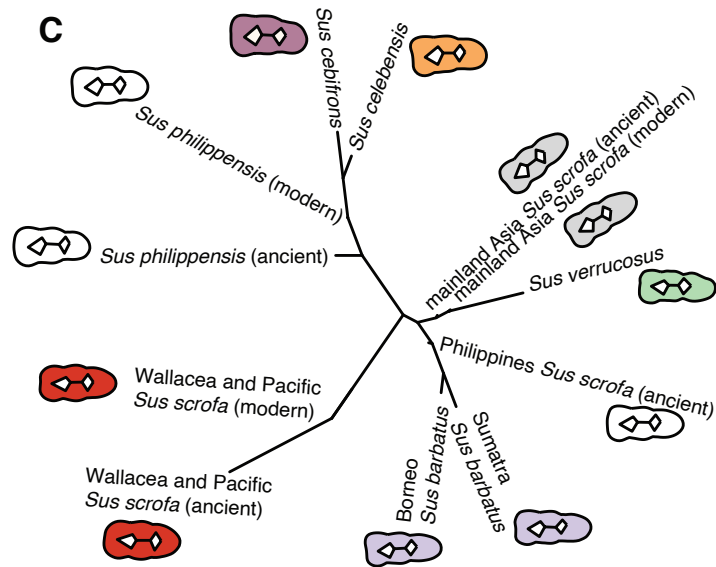 C
Sus cebifrons
Sus celebensis
Sus philippensis (modern)
Sus philippensis (ancient)
mainland Asia Sus scrofa (ancient)
mainland Asia Sus scrofa (modern)
Sus verrucosus
Philippines Sus scrofa (ancient)
Wallacea and Pacific
Sus scrofa (modern)
Wallacea and Pacific
Sus scrofa (ancient)
Borneo
Sus barbatus
Sumatra
Sus barbatus